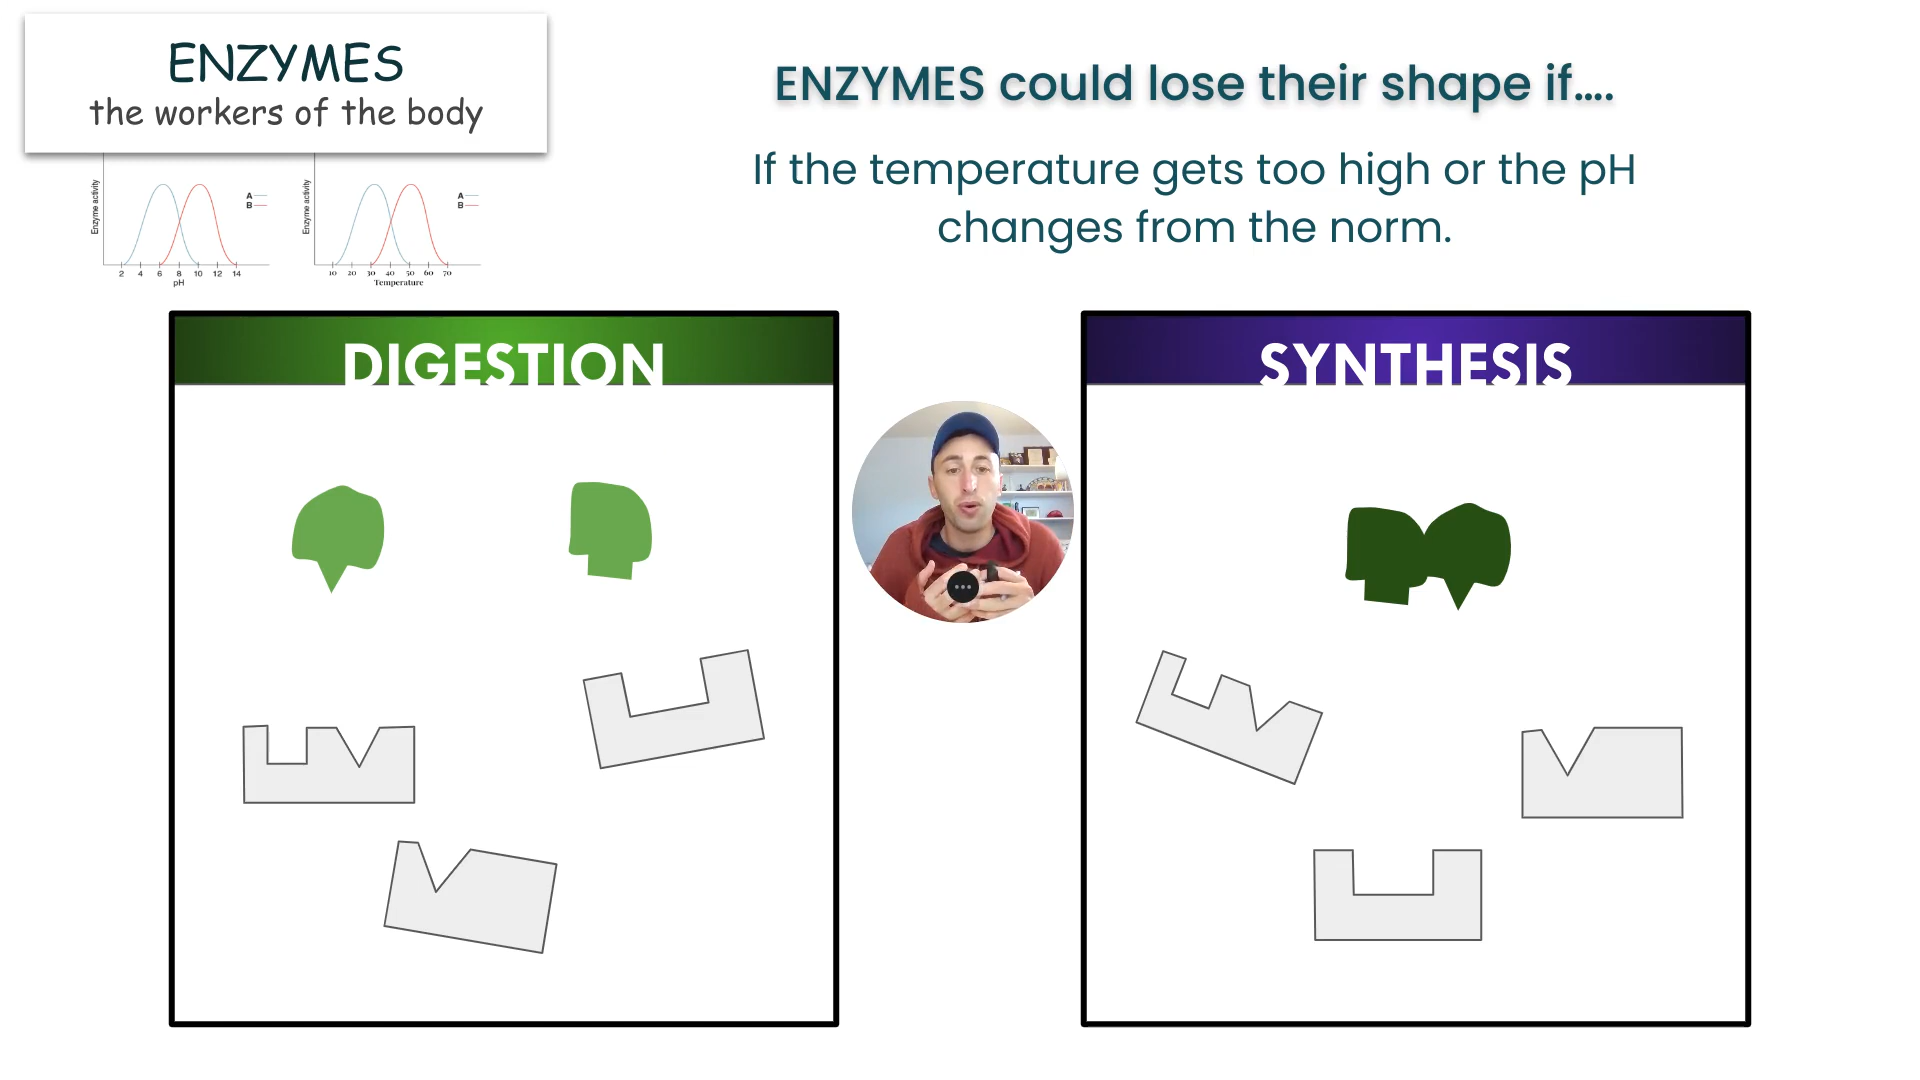 ENZYMES
the workers of the body
ENZYMES could lose their shape if....
If the temperature gets too high or the pH
changes from the norm.
Enzyme activity
A
B
2 4 6 8 10 12 14
pH
Enzyme activity
A
B
10 20 30 40 50 60 70
Temperature
DIGESTION
SYNTHESIS